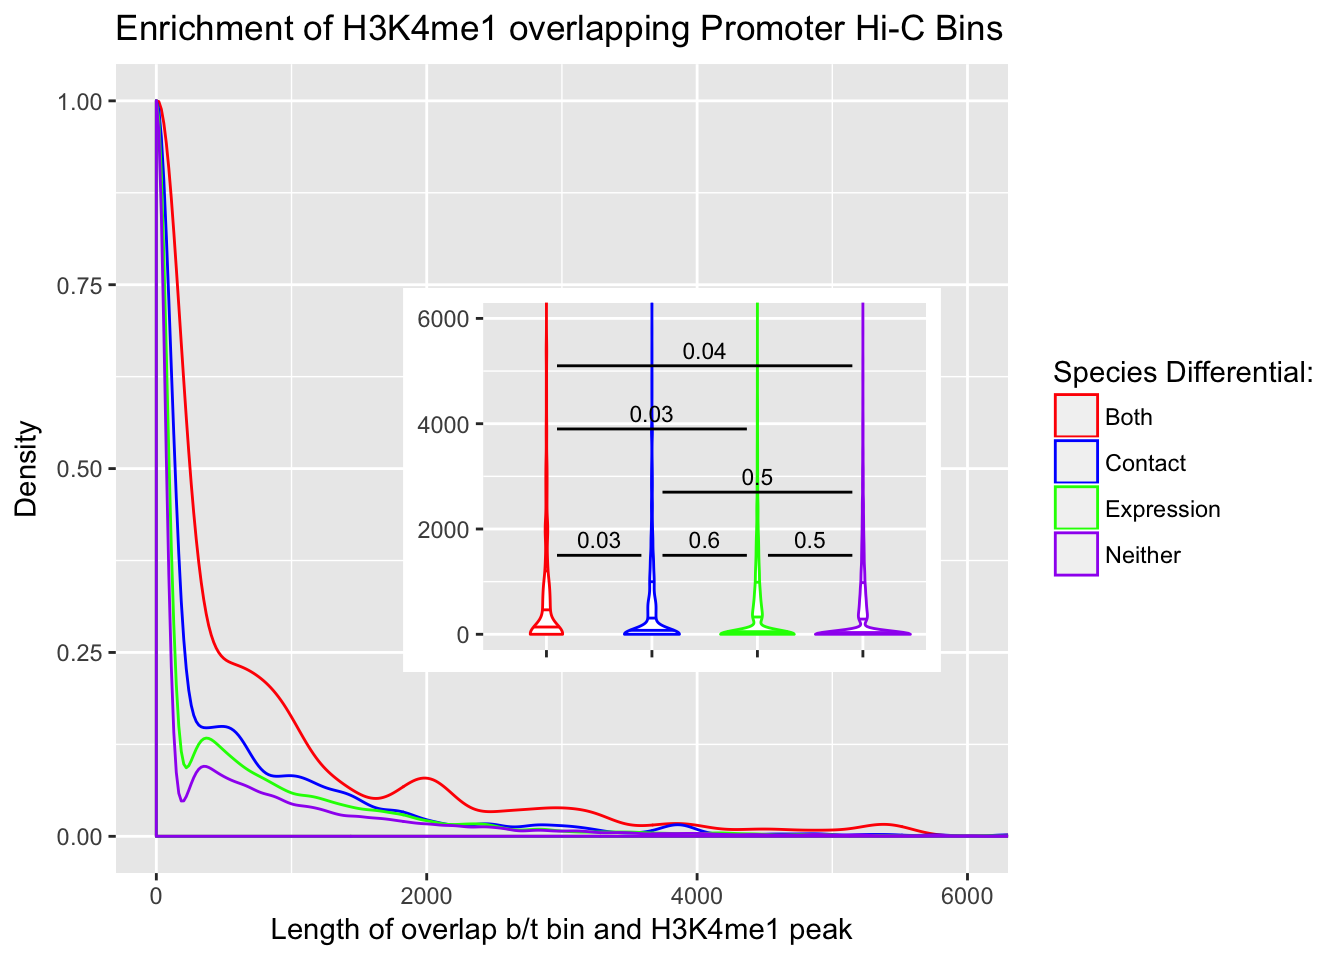 Enrichment of H3K4me1 overlapping Promoter Hi-C Bins
1.00
0.75
0.50
0.25
0.00
Density
0
2000
4000
6000
Length of overlap b/t bin and H3K4me1 peak
6000
4000
2000
0
0.04
0.03
0.5
0.03
0.6
0.5
Species Differential:
Both
Contact
Expression
Neither